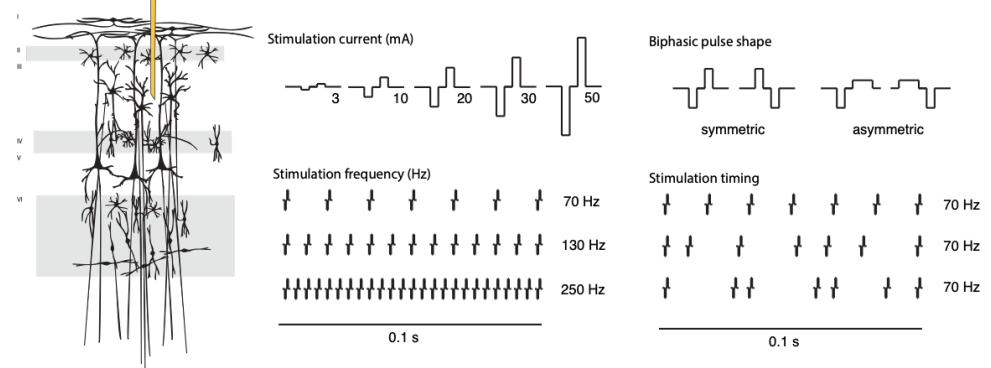 I
II
III
IV
V
VI
Stimulation current (mA)
3 10 20 30 50
Stimulation frequency (Hz)
70 Hz
130 Hz
250 Hz
0.1 s
Biphasic pulse shape
symmetric asymmetric
Stimulation timing
70 Hz
70 Hz
70 Hz
0.1 s